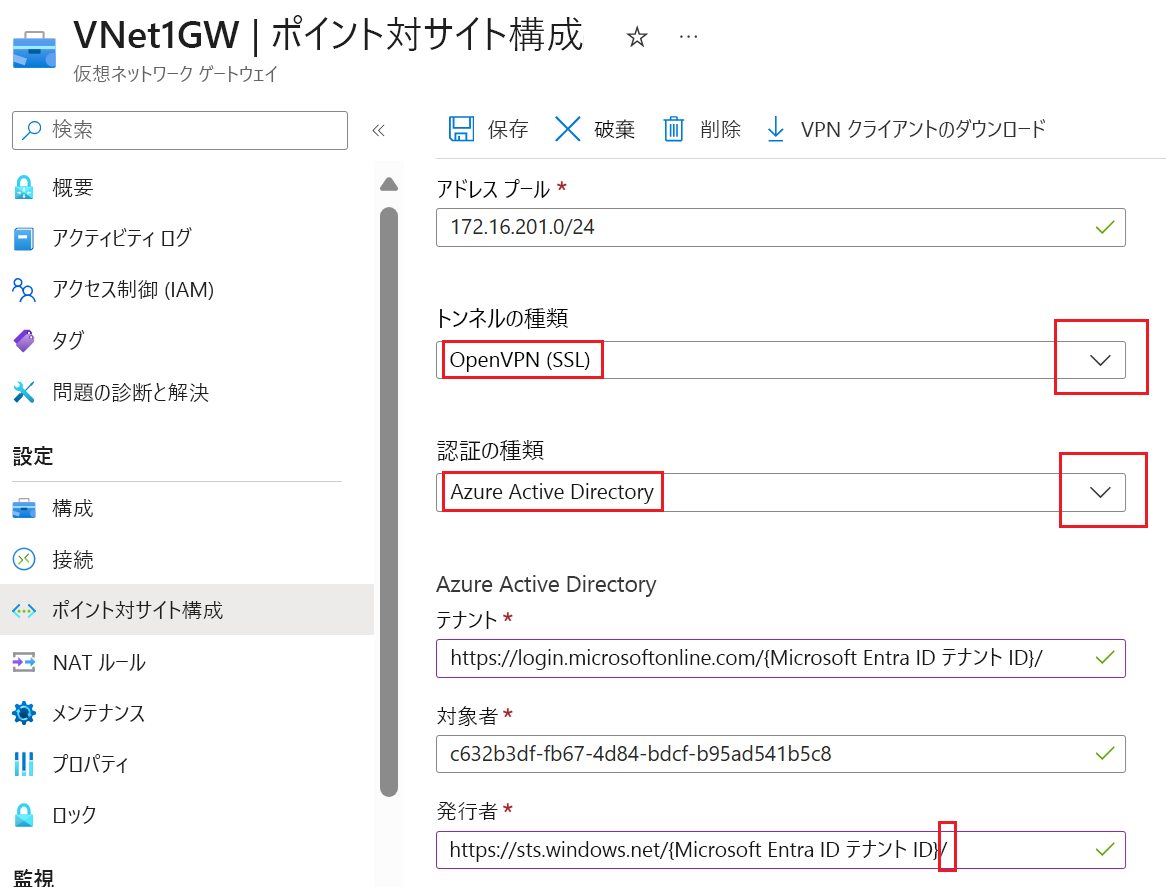 VNet1GW | ポイント対サイト構成
仮想ネットワーク ゲートウェイ
検索
概要
アクティビティ ログ
アクセス制御 (IAM)
タグ
問題の診断と解決
設定
構成
接続
ポイント対サイト構成
NAT ルール
メンテナンス
プロパティ
ロック
監視
保存 破棄 削除 VPN クライアントのダウンロード
アドレス プール *
172.16.201.0/24
トンネルの種類
OpenVPN (SSL)
認証の種類
Azure Active Directory
Azure Active Directory
テナント *
https://login.microsoftonline.com/{Microsoft Entra ID テナント ID}/
対象者 *
c632b3df-fb67-4d84-bdcf-b95ad541b5c8
発行者 *
https://sts.windows.net/{Microsoft Entra ID テナント ID}/